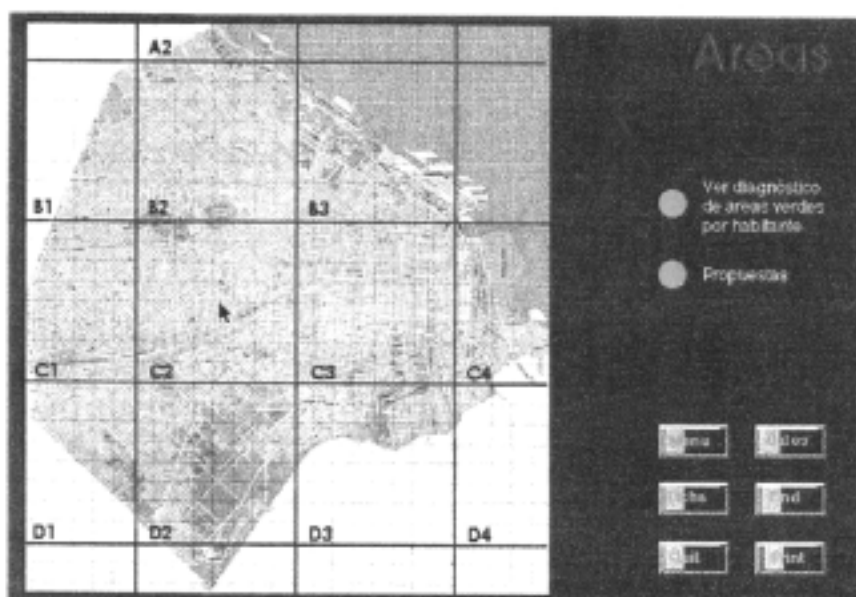 A2
Areas
B1
B2
B3
Ver diagnóstico
de areas verdes
por habitante
Propuestas
C1
C2
C3
C4
D1
D2
D3
D4